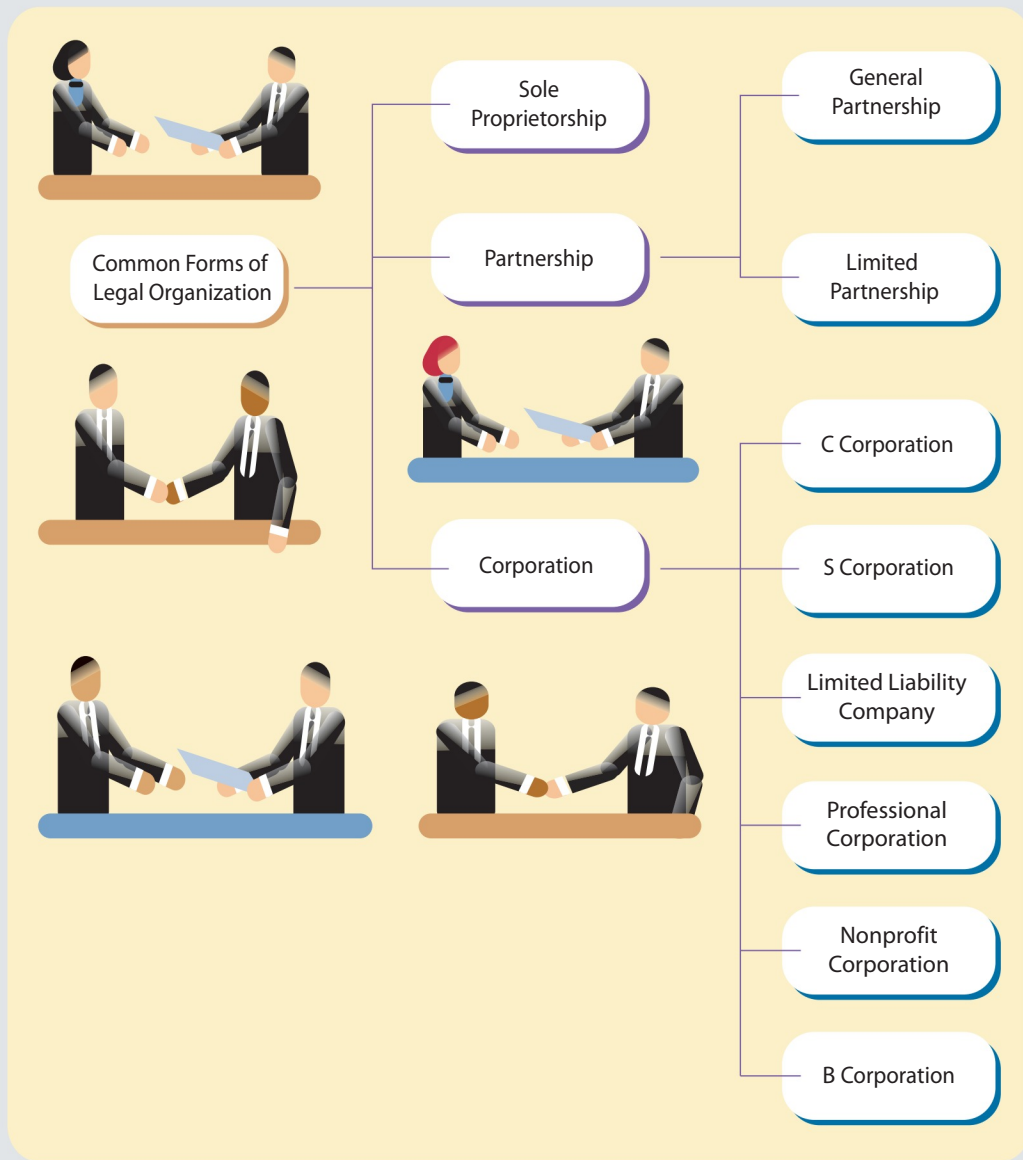 Common Forms of
Legal Organization
Sole
Proprietorship
Partnership
General
Partnership
Limited
Partnership
Corporation
C Corporation
S Corporation
Limited Liability
Company
Professional
Corporation
Nonprofit
Corporation
B Corporation